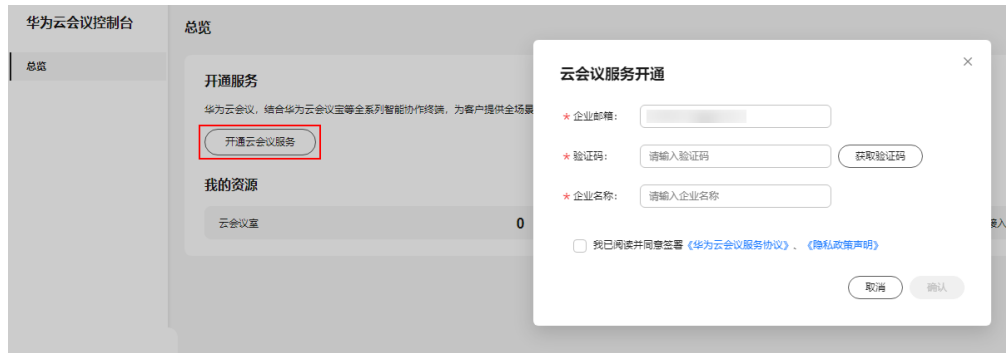 华为云会议控制台
总览
总览
开通服务
华为云会议，结合华为云会议宝等全系列智能协作终端，为客户提供全场景
开通云会议服务
我的资源
云会议室 0
接入
云会议服务开通
* 企业邮箱：
* 验证码： 请输入验证码 获取验证码
* 企业名称： 请输入企业名称
我已阅读并同意签署《华为云会议服务协议》、《隐私政策声明》
取消 确认